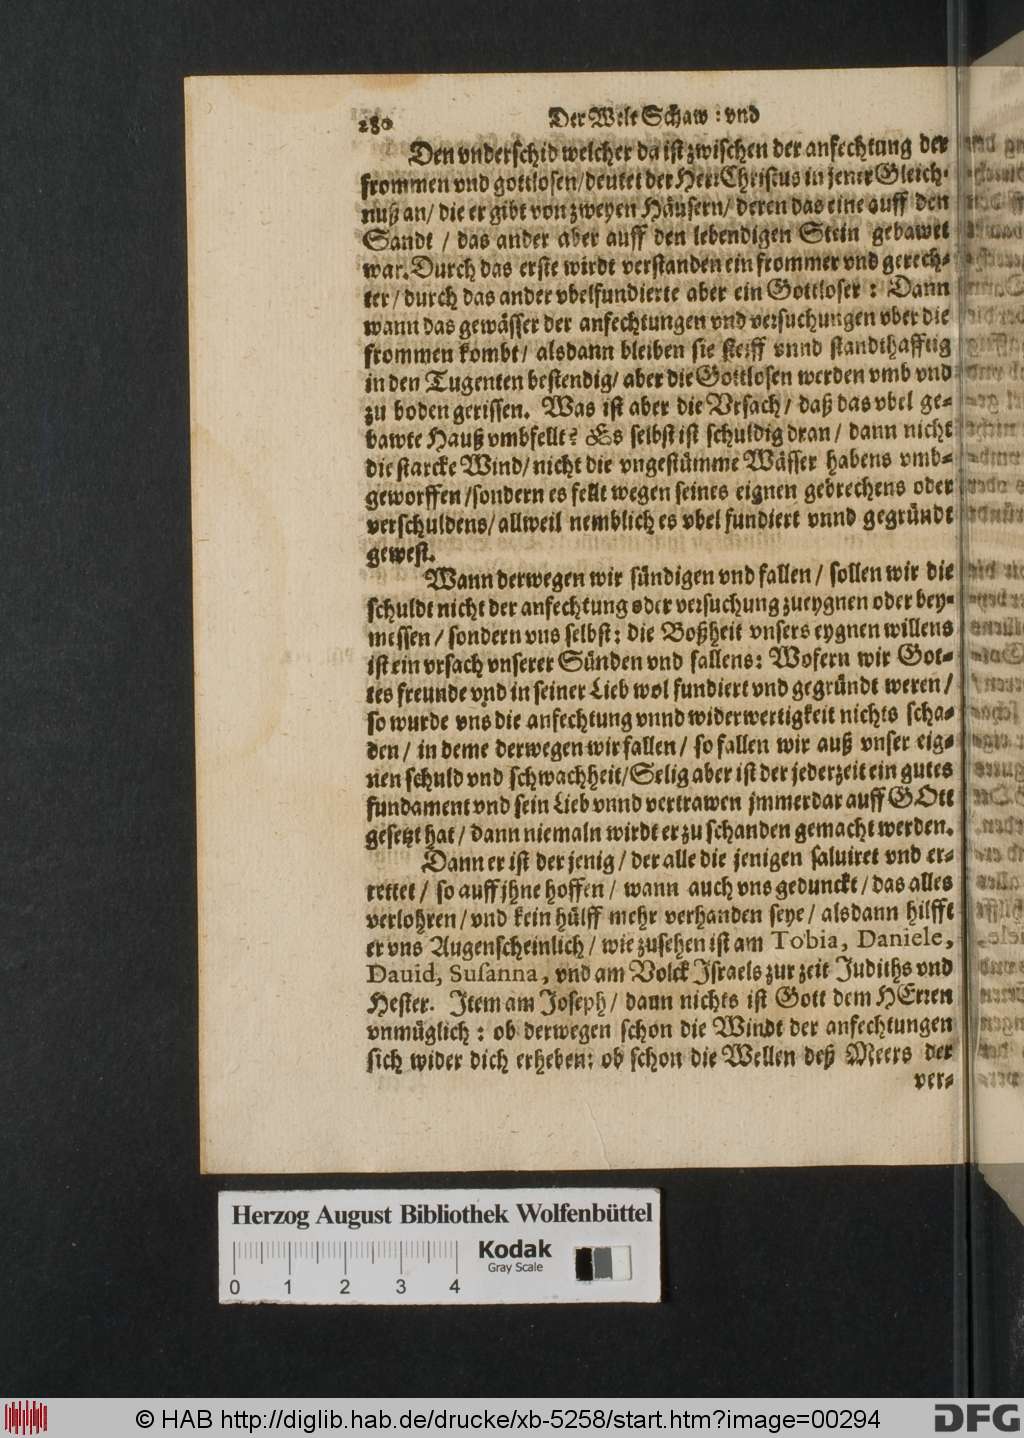 280 Der Welt Schaw: vnd
Den vnderschid welcher da ist zwischen der anfechtung der
frommen vnd gottlosen/ deutet der Herr Christus in jener Gleich-
nuß an/ die er gibt von zweyen Häusern/ deren das eine auff den
Sandt / das ander aber auff den lebendigen Stein gebawet
war. Durch das erste wirdt verstanden ein frommer vnd gerech-
ter/ durch das ander vbelfundierte aber ein Gottloser: Dann
wann das gewässer der anfechtungen vnd versuchungen vber die
frommen kombt/ alsdann bleiben sie steiff vnnd standthafftig
in den Tugenten bestendig/ aber die Gottlosen werden vmb vnd
zu boden gerissen. Was ist aber die Vrsach/ daß das vbel ge-
bawte Hauß vmbfellt? Es selbst ist schuldig dran/ dann nicht
die starcke Wind/ nicht die vngestümme Wässer habens vmb-
geworffen/ sondern es fellt wegen seines eignen gebrechens oder
verschuldens/ allweil nemblich es vbel fundiert vnnd gegründt
gewest.
Wann derwegen wir sündigen vnd fallen/ sollen wir die
schuldt nicht der anfechtung oder versuchung zueygnen oder bey-
messen/ sondern vns selbst: die Boßheit vnsers eygnen willens
ist ein vrsach vnserer Sünden vnd fallens: Wofern wir Got-
tes freunde vnd in seiner Lieb wol fundiert vnd gegründt weren/
so wurde vns die anfechtung vnnd widerwertigkeit nichts scha-
den/ in deme derwegen wir fallen/ so fallen wir auß vnser eig-
nen schuld vnd schwachheit/ Selig aber ist der jederzeit ein gutes
fundament vnd sein Lieb vnnd vertrawen jmmerdar auff GOtt
gesetzt hat/ dann niemaln wirdt er zu schanden gemacht werden.
Dann er ist der jenig/ der alle die jenigen saluiret vnd er-
rettet/ so auff jhne hoffen/ wann auch vns gedunckt/ das alles
verlohren/ vnd kein hülff mehr verhanden seye/ alsdann hilfft
er vns Augenscheinlich/ wie zusehen ist am Tobia, Daniele,
Dauid, Susanna, vnd am Volck Israels zur zeit Judiths vnd
Hester. Item am Joseph/ dann nichts ist Gott dem HErren
vnmüglich: ob derwegen schon die Windt der anfechtungen
sich wider dich erheben: ob schon die Wellen deß Meers der
ver-
Herzog August Bibliothek Wolfenbüttel
Kodak
Gray Scale
0 1 2 3 4
© HAB http://diglib.hab.de/drucke/xb-5258/start.htm?image=00294
DFG